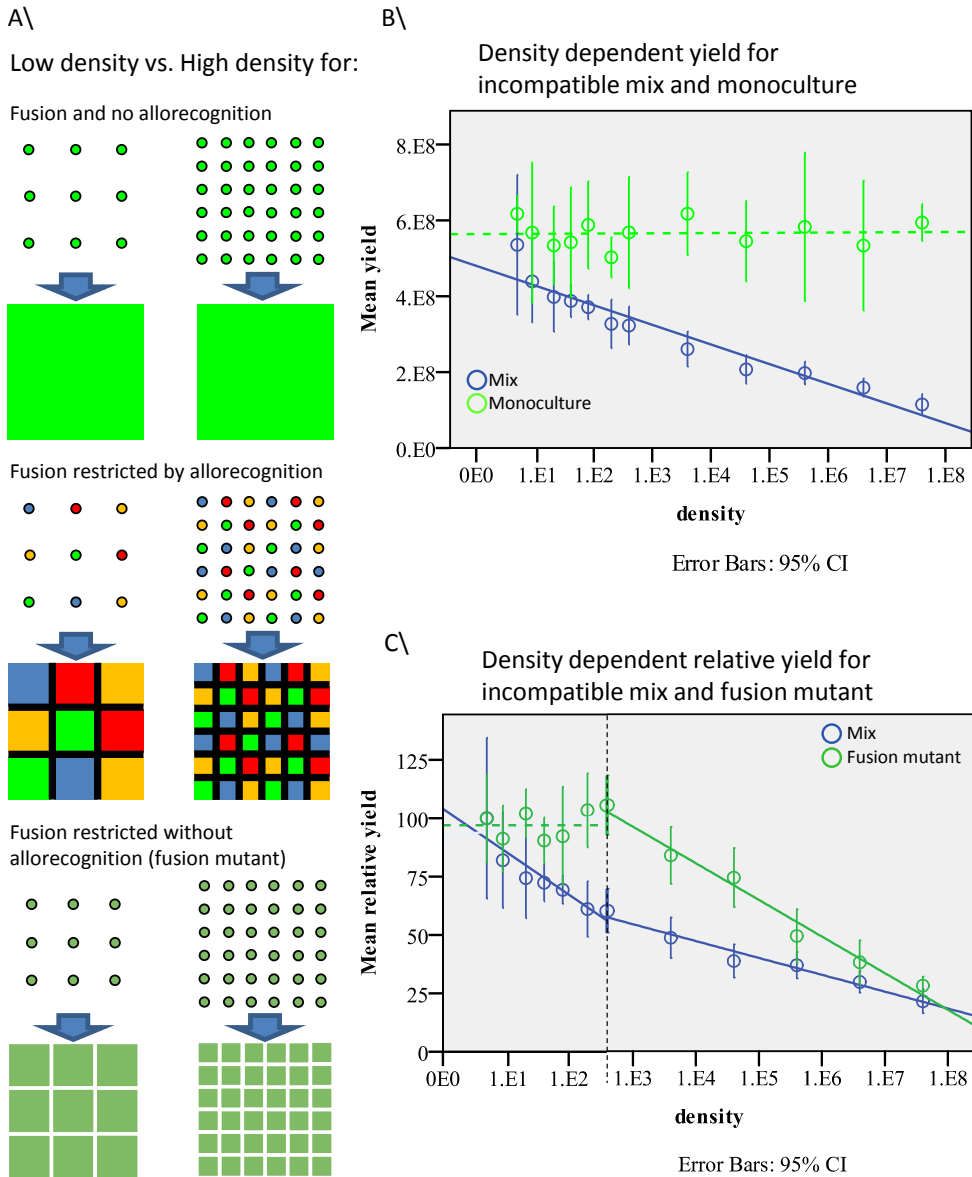 A\
Low density vs. High density for:
Fusion and no allorecognition
Fusion restricted by allorecognition
Fusion restricted without
allorecognition (fusion mutant)
B\
Density dependent yield for
incompatible mix and monoculture
Mean yield
8.E8
6.E8
4.E8
2.E8
0.E0
Mix
Monoculture
0E0 1.E1 1.E2 1.E3 1.E4 1.E5 1.E6 1.E7 1.E8
density
Error Bars: 95% CI
C\
Density dependent relative yield for
incompatible mix and fusion mutant
Mean relative yield
Mix
Fusion mutant
125
100
75
50
25
0
0E0 1.E1 1.E2 1.E3 1.E4 1.E5 1.E6 1.E7 1.E8
density
Error Bars: 95% CI